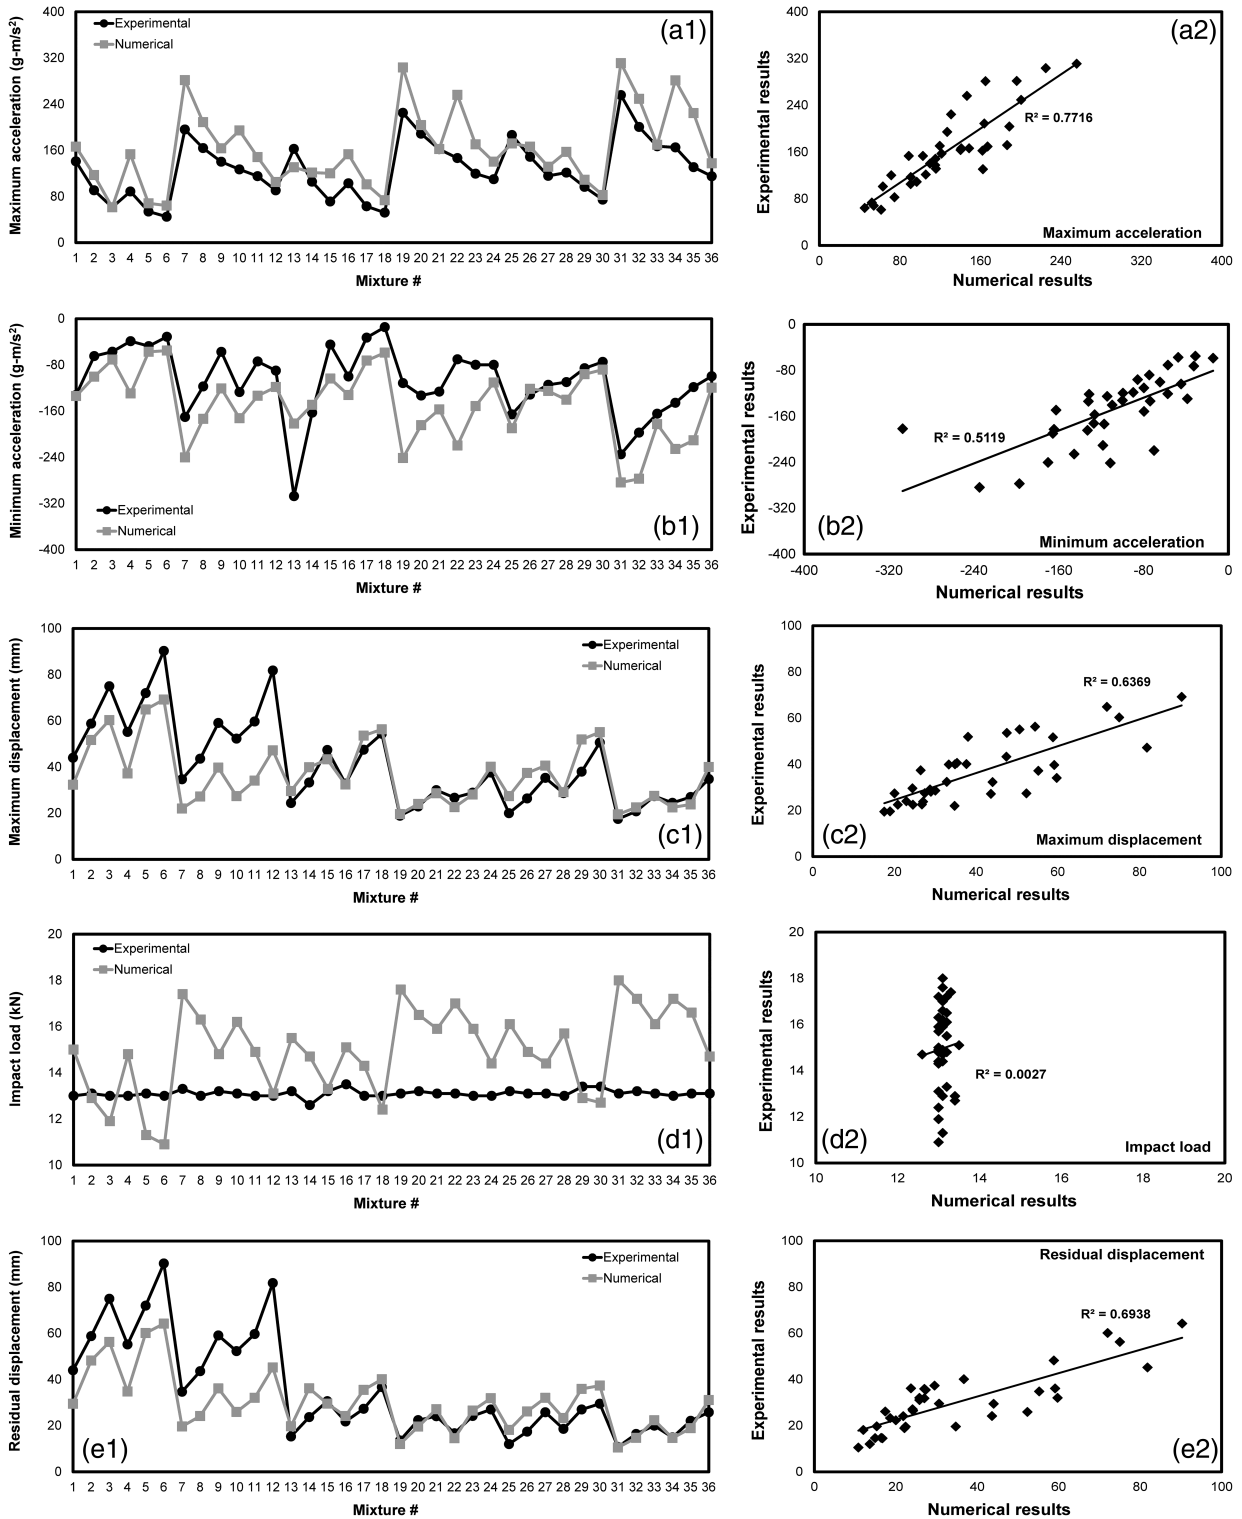 Maximum acceleration (g-m/s²)
400
320
240
160
80
0
Experimental
Numerical
(a1)
1 2 3 4 5 6 7 8 9 10 11 12 13 14 15 16 17 18 19 20 21 22 23 24 25 26 27 28 29 30 31 32 33 34 35 36
Mixture #
Experimental results
400
320
240
160
80
0
(a2)
R² = 0.7716
Maximum acceleration
0 80 160 240 320 400
Numerical results
Minimum acceleration (g-m/s²)
0
-80
-160
-240
-320
-400
Experimental
Numerical
(b1)
1 2 3 4 5 6 7 8 9 10 11 12 13 14 15 16 17 18 19 20 21 22 23 24 25 26 27 28 29 30 31 32 33 34 35 36
Mixture #
Experimental results
0
-80
-160
-240
-320
-400
R² = 0.5119
(b2)
Minimum acceleration
-400 -320 -240 -160 -80 0
Numerical results
Maximum displacement (mm)
100
80
60
40
20
0
Experimental
Numerical
(c1)
1 2 3 4 5 6 7 8 9 10 11 12 13 14 15 16 17 18 19 20 21 22 23 24 25 26 27 28 29 30 31 32 33 34 35 36
Mixture #
Experimental results
100
80
60
40
20
0
R² = 0.6369
(c2)
Maximum displacement
0 20 40 60 80 100
Numerical results
Impact load (kN)
20
18
16
14
12
10
Experimental
Numerical
(d1)
1 2 3 4 5 6 7 8 9 10 11 12 13 14 15 16 17 18 19 20 21 22 23 24 25 26 27 28 29 30 31 32 33 34 35 36
Mixture #
Experimental results
20
18
16
14
12
10
R² = 0.0027
(d2)
Impact load
10 12 14 16 18 20
Numerical results
Residual displacement (mm)
100
80
60
40
20
0
Experimental
Numerical
(e1)
1 2 3 4 5 6 7 8 9 10 11 12 13 14 15 16 17 18 19 20 21 22 23 24 25 26 27 28 29 30 31 32 33 34 35 36
Mixture #
Experimental results
100
80
60
40
20
0
Residual displacement
R² = 0.6938
(e2)
0 20 40 60 80 100
Numerical results